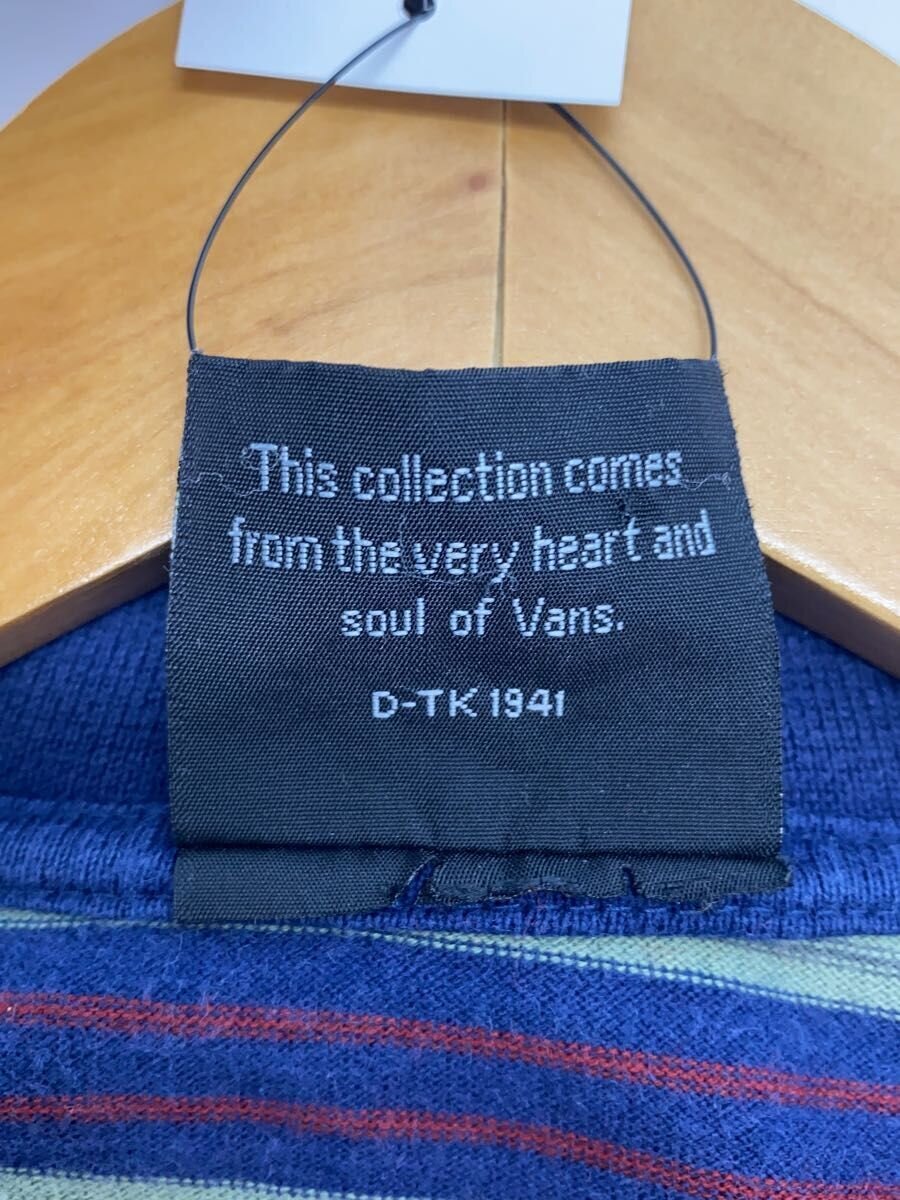 This collection comes
from the very heart and
soul of Vans.
D-TK 1941